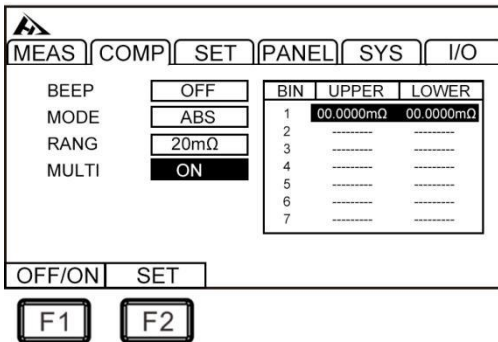 MEAS COMP SET PANEL SYS I/O
BEEP OFF
MODE ABS
RANG 20mΩ
MULTI ON
BIN UPPER LOWER
1 00.0000mΩ 00.0000mΩ
2 --------- ---------
3 --------- ---------
4 --------- ---------
5 --------- ---------
6 --------- ---------
7 --------- ---------
OFF/ON SET
F1 F2